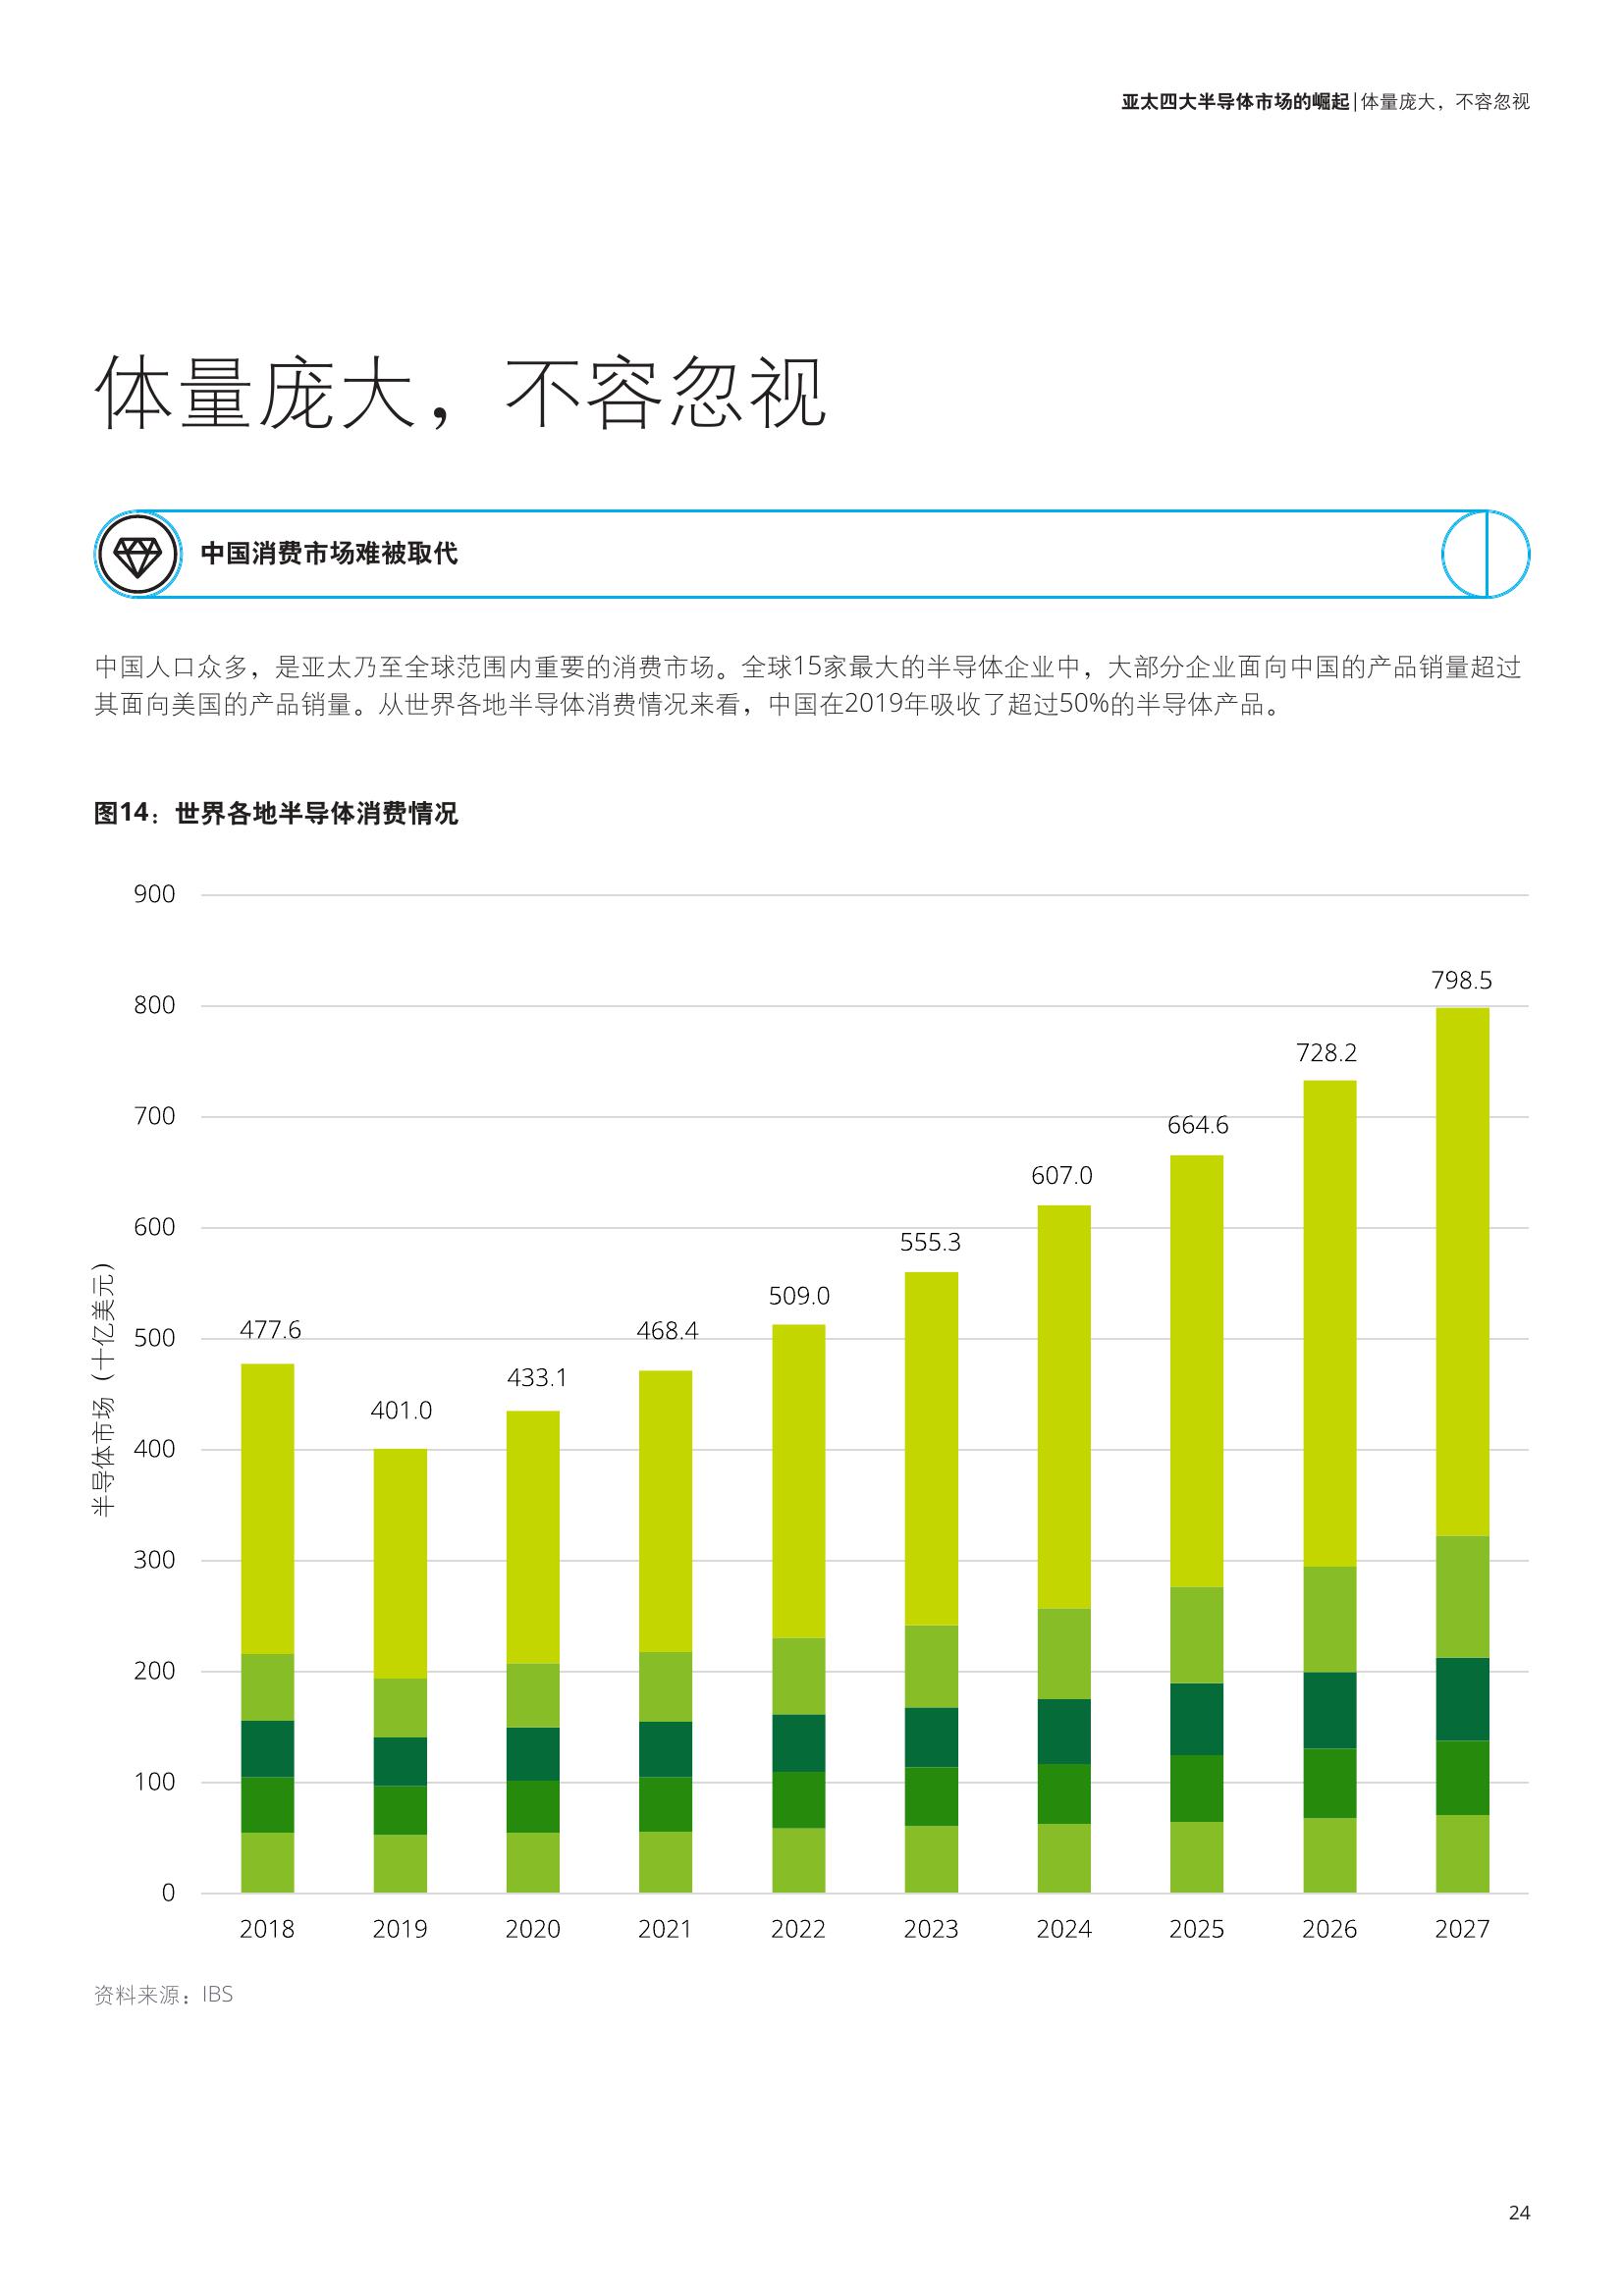 亚太四大半导体市场的崛起|体量庞大，不容忽视
体量庞大，不容忽视
中国消费市场难被取代
中国人口众多，是亚太乃至全球范围内重要的消费市场。全球15家最大的半导体企业中，大部分企业面向中国的产品销量超过
其面向美国的产品销量。从世界各地半导体消费情况来看，中国在2019年吸收了超过50%的半导体产品。
图14：世界各地半导体消费情况
半导体市场（十亿美元）
900
800
700
600
500
400
300
200
100
0
477.6
401.0
433.1
468.4
509.0
555.3
607.0
664.6
728.2
798.5
2018 2019 2020 2021 2022 2023 2024 2025 2026 2027
资料来源：IBS
24